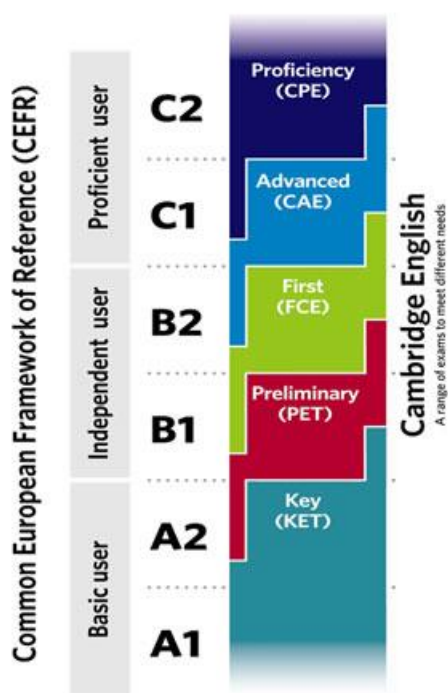 Common European Framework of Reference (CEFR)
Proficient user
Independent user
Basic user
C2
C1
B2
B1
A2
A1
Proficiency
(CPE)
Advanced
(CAE)
First
(FCE)
Preliminary
(PET)
Key
(KET)
Cambridge English
A range of exams to meet different needs